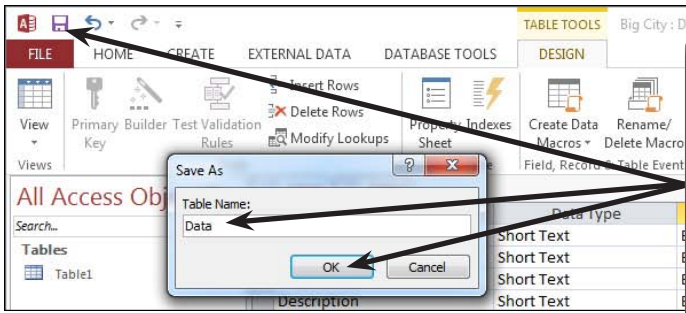 TABLE TOOLS Big City : D
FILE HOME CREATE EXTERNAL DATA DATABASE TOOLS DESIGN
View Primary Key Builder Test Validation Rules
Insert Rows
Delete Rows
Modify Lookups
Property Sheet Indexes
Create Data Macros Rename/ Delete Macro
Views
Field, Record & Table Event
All Access Obj
Search...
Tables
Table1
Save As
Table Name:
Data
OK Cancel
Data Type
Short Text
Short Text
Short Text
Description Short Text